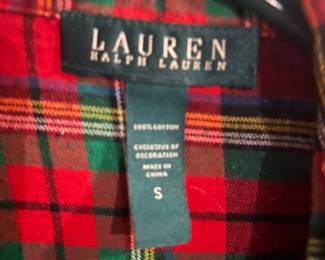 LAUREN
RALPH LAUREN
100% COTTON
EXCLUSIVE OF
DECORATION
MADE IN
CHINA
S